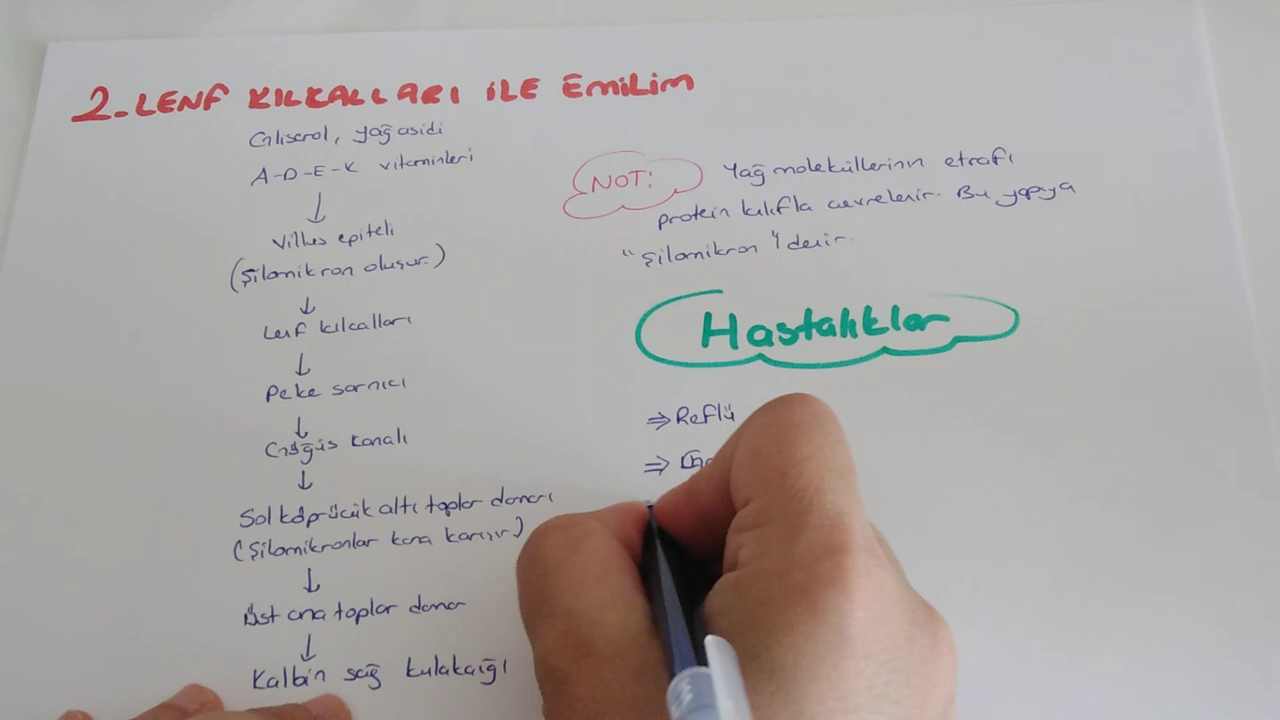 2. LENF KILKALLARI İLE EMİLİM
Gliserol, yağ asidi
A-D-E-K vitaminleri
↓
Villus epiteli
(Şilomikron oluşur.)
↓
Lenf kılcalları
↓
Peke sarnıcı
↓
Göğüs kanalı
↓
Sol köprücük altı toplar damarı
(Şilomikronlar kana karışır.)
↓
Üst ana toplar damar
↓
Kalbin sağ kulakçığı
NOT: Yağ moleküllerinin etrafı
protein kılıfla çevrelenir. Bu yapıya
"Şilomikron" denir.
Hastalıklar
⇒ Reflü
⇒